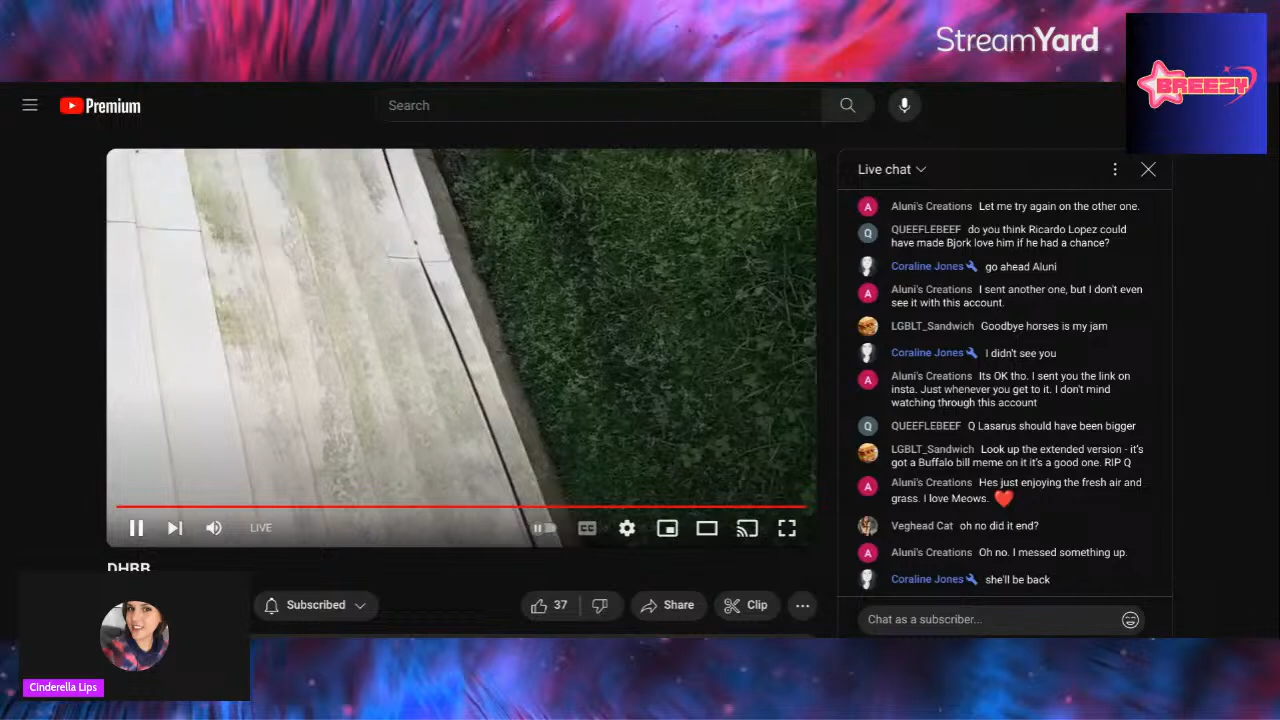 StreamYard
BREEZY
Premium
Search
Live chat
Aluni's Creations Let me try again on the other one.
QUEEFLEBEEF do you think Ricardo Lopez could
have made Bjork love him if he had a chance?
Coraline Jones go ahead Aluni
Aluni's Creations I sent another one, but I don't even
see it with this account.
LGBLT_Sandwich Goodbye horses is my jam
Coraline Jones I didn't see you
Aluni's Creations Its OK tho. I sent you the link on
insta. Just whenever you get to it. I don't mind
watching through this account
QUEEFLEBEEF Q Lasarus should have been bigger
LGBLT_Sandwich Look up the extended version - it's
got a Buffalo bill meme on it it's a good one. RIP Q
Aluni's Creations Hes just enjoying the fresh air and
grass. I love Meows.
Veghead Cat oh no did it end?
Aluni's Creations Oh no. I messed something up.
Coraline Jones she'll be back
Chat as a subscriber...
LIVE
DHRB
Subscribed
37
Share
Clip
Cinderella Lips